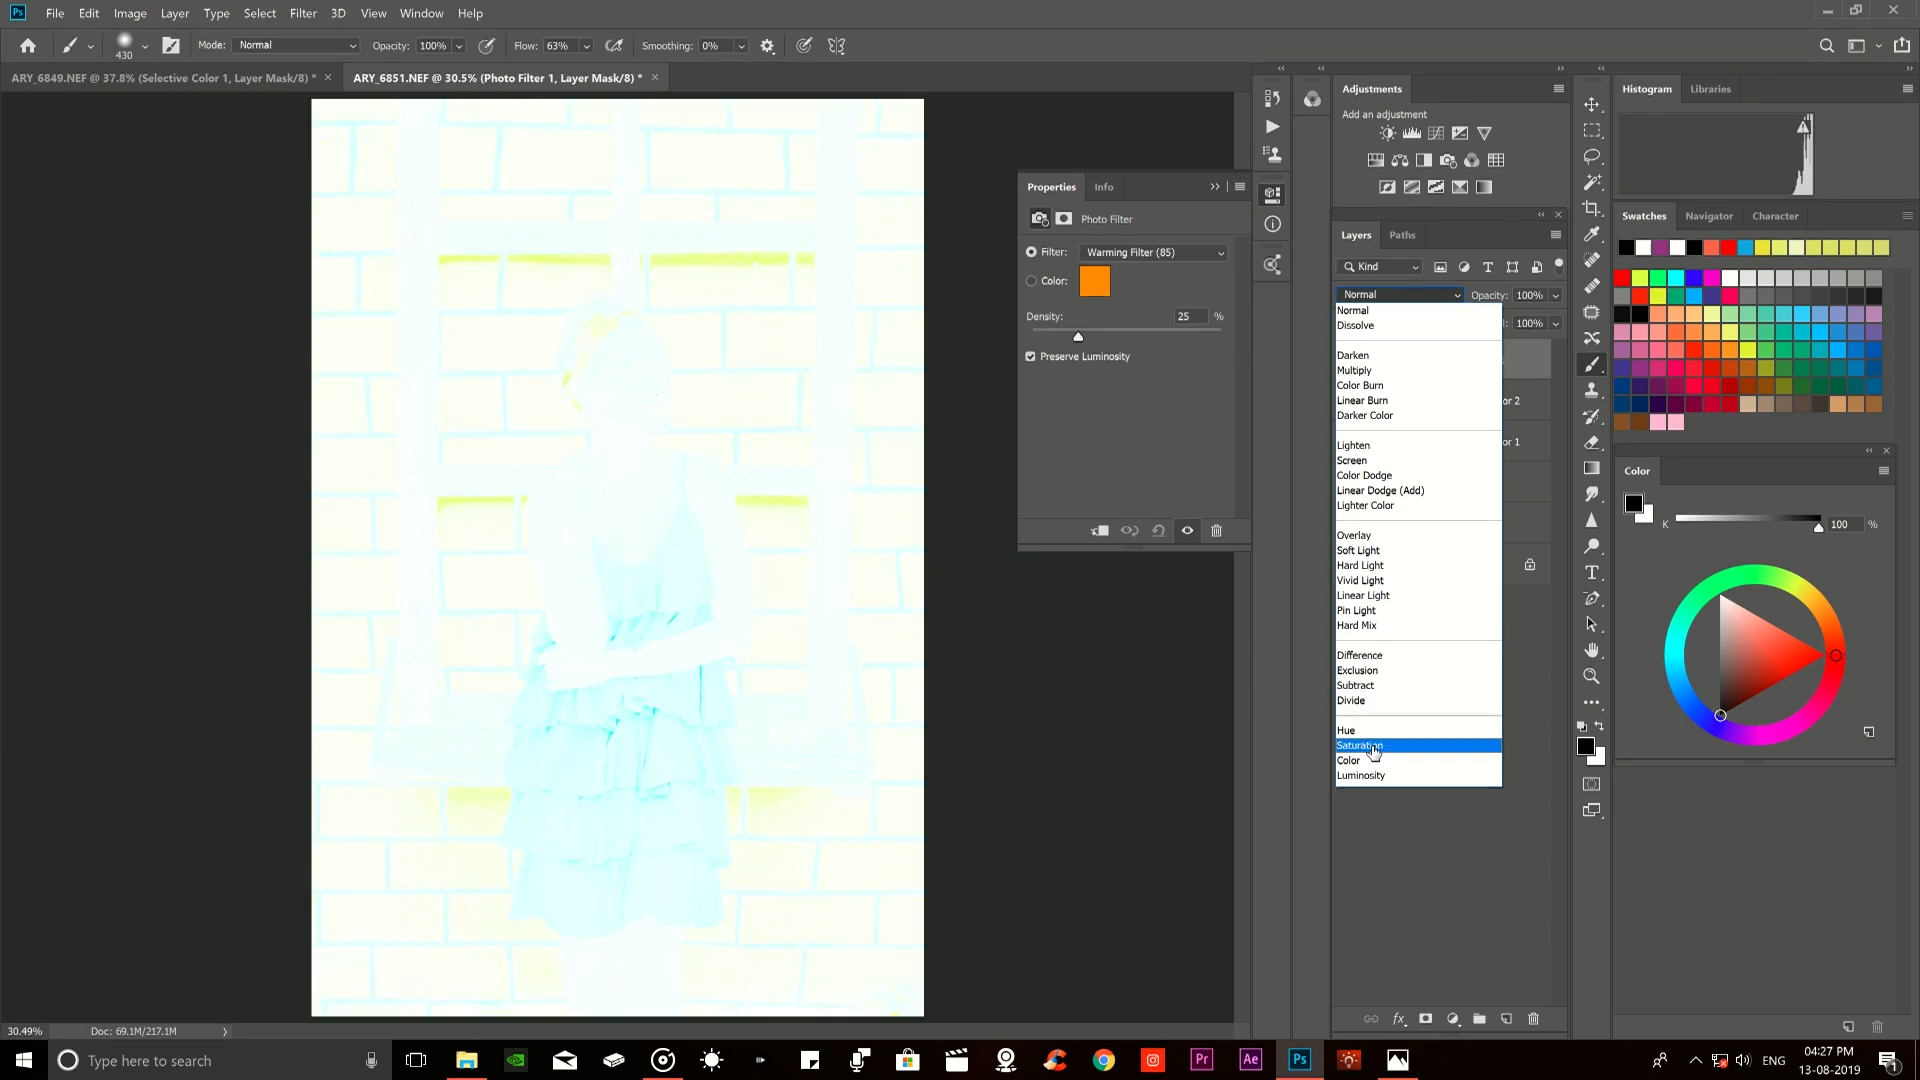 Ps File Edit Image Layer Type Select Filter 3D View Window Help
430 Mode: Normal Opacity: 100% Flow: 63% Smoothing: 0%
ARY_6849.NEF @ 37.8% (Selective Color 1, Layer Mask/8) * × ARY_6851.NEF @ 30.5% (Photo Filter 1, Layer Mask/8) * ×
Properties Info
Photo Filter
Filter: Warming Filter (85)
Color:
Density: 25 %
Preserve Luminosity
Adjustments
Add an adjustment
Layers Paths
Kind
Normal Opacity: 100%
100%
Normal
Dissolve
Darken
Multiply
Color Burn
Linear Burn
Darker Color
Lighten
Screen
Color Dodge
Linear Dodge (Add)
Lighter Color
Overlay
Soft Light
Hard Light
Vivid Light
Linear Light
Pin Light
Hard Mix
Difference
Exclusion
Subtract
Divide
Hue
Saturation
Color
Luminosity
or 2
or 1
fx
Histogram Libraries
Swatches Navigator Character
Color
K 100 %
30.49% Doc: 69.1M/217.1M
Type here to search
Pr Ae Ps
ENG
04:27 PM
13-08-2019
1